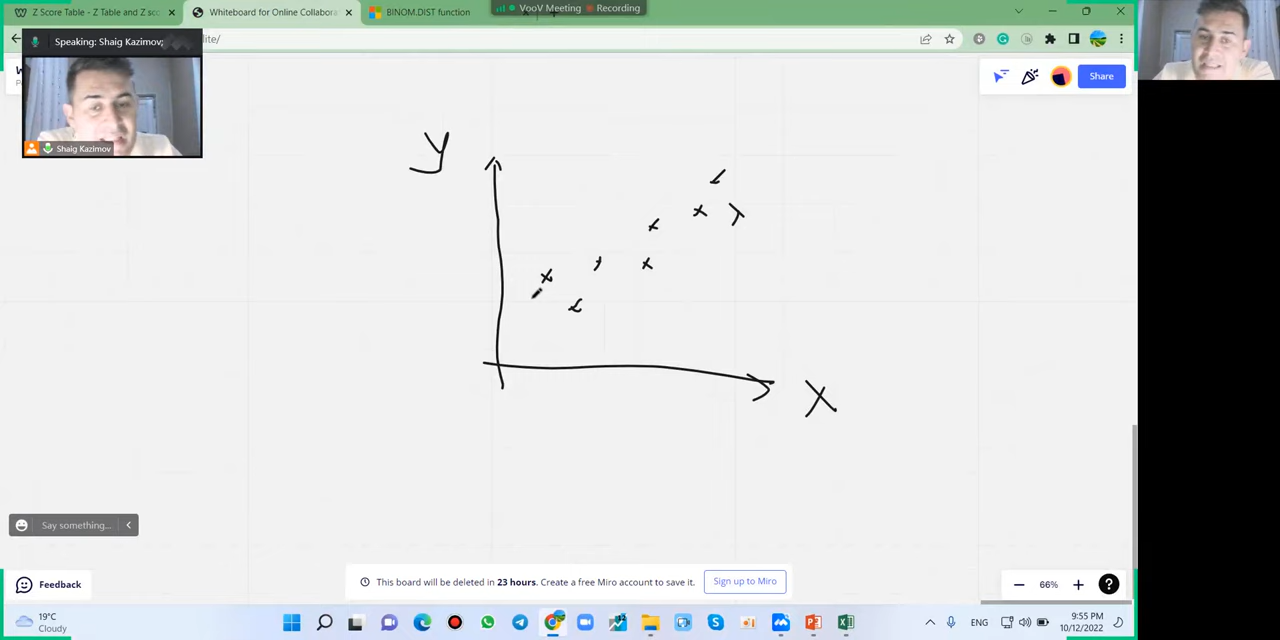 Z Score Table - Z Table and Z sco
Whiteboard for Online Collabora
BINOM.DIST function
VooV Meeting
Recording
Speaking: Shaig Kazimov;
lite/
Share
Shaig Kazimov
y
X
Say something...
Feedback
This board will be deleted in 23 hours. Create a free Miro account to save it.
Sign up to Miro
66%
19°C
Cloudy
ENG
9:55 PM
10/12/2022